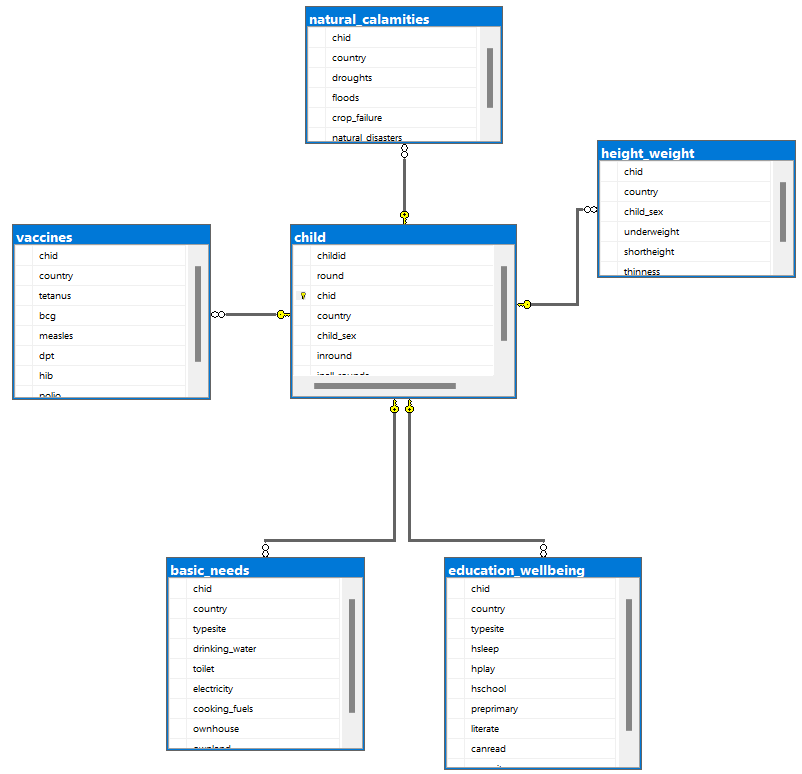 natural_calamities
chid
country
droughts
floods
crop_failure
natural_disasters
height_weight
chid
country
child_sex
underweight
shortheight
thinness
vaccines
chid
country
tetanus
bcg
measles
dpt
hib
polio
child
childid
round
chid
country
child_sex
inround
basic_needs
chid
country
typesite
drinking_water
toilet
electricity
cooking_fuels
ownhouse
education_wellbeing
chid
country
typesite
hsleep
hplay
hschool
preprimary
literate
canread